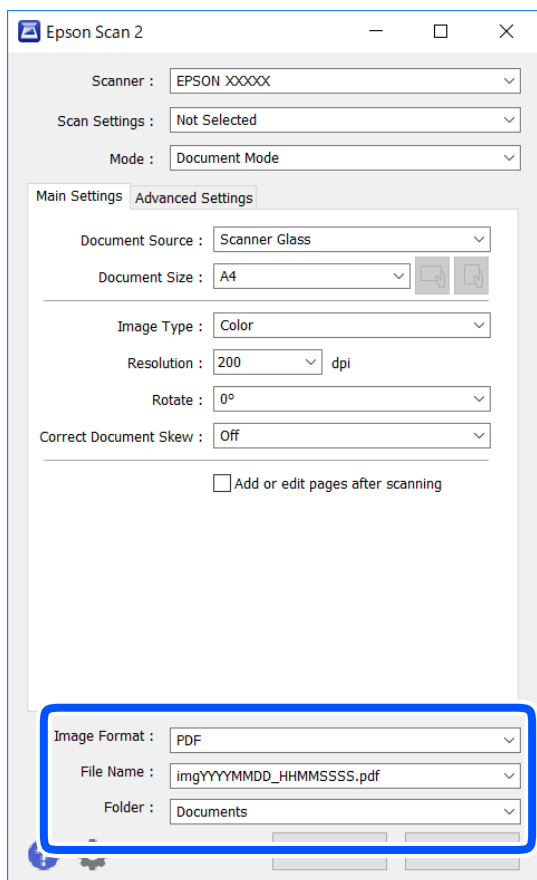 Epson Scan 2
Scanner : EPSON XXXXX
Scan Settings : Not Selected
Mode : Document Mode
Main Settings Advanced Settings
Document Source : Scanner Glass
Document Size : A4
Image Type : Color
Resolution : 200 dpi
Rotate : 0°
Correct Document Skew : Off
Add or edit pages after scanning
Image Format : PDF
File Name : imgYYYYMMDD_HHMMSSSS.pdf
Folder : Documents